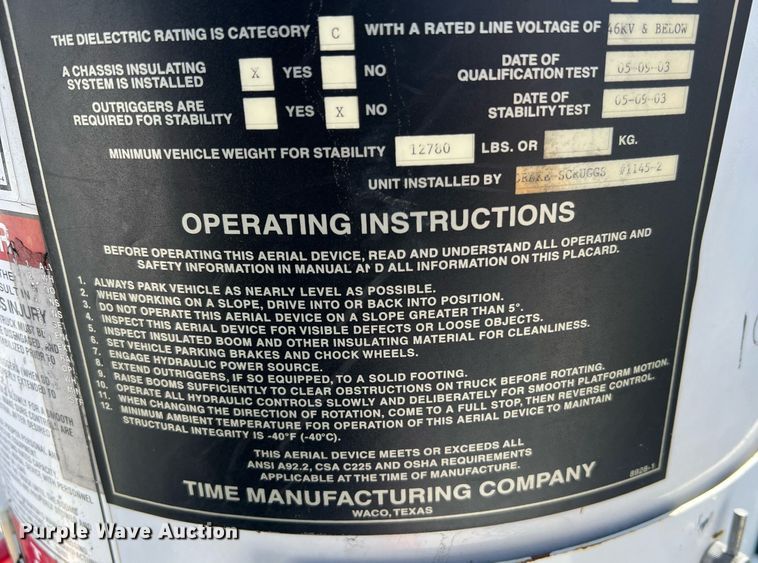 THE DIELECTRIC RATING IS CATEGORY C WITH A RATED LINE VOLTAGE OF 46KV & BELOW
A CHASSIS INSULATING SYSTEM IS INSTALLED X YES NO
DATE OF QUALIFICATION TEST 05-09-03
OUTRIGGERS ARE REQUIRED FOR STABILITY YES X NO
DATE OF STABILITY TEST 05-09-03
MINIMUM VEHICLE WEIGHT FOR STABILITY 12780 LBS. OR KG.
UNIT INSTALLED BY DRAKE-SCRUGGS #1145-2
OPERATING INSTRUCTIONS
BEFORE OPERATING THIS AERIAL DEVICE, READ AND UNDERSTAND ALL OPERATING AND
SAFETY INFORMATION IN MANUAL AND ALL INFORMATION ON THIS PLACARD.
1. ALWAYS PARK VEHICLE AS NEARLY LEVEL AS POSSIBLE.
2. WHEN WORKING ON A SLOPE, DRIVE INTO OR BACK INTO POSITION.
3. DO NOT OPERATE THIS AERIAL DEVICE ON A SLOPE GREATER THAN 5°.
4. INSPECT THIS AERIAL DEVICE FOR VISIBLE DEFECTS OR LOOSE OBJECTS.
5. INSPECT INSULATED BOOM AND OTHER INSULATING MATERIAL FOR CLEANLINESS.
6. SET VEHICLE PARKING BRAKES AND CHOCK WHEELS.
7. ENGAGE HYDRAULIC POWER SOURCE.
8. EXTEND OUTRIGGERS, IF SO EQUIPPED, TO A SOLID FOOTING.
9. RAISE BOOMS SUFFICIENTLY TO CLEAR OBSTRUCTIONS ON TRUCK BEFORE ROTATING.
10. OPERATE ALL HYDRAULIC CONTROLS SLOWLY AND DELIBERATELY FOR SMOOTH PLATFORM MOTION.
11. WHEN CHANGING THE DIRECTION OF ROTATION, COME TO A FULL STOP, THEN REVERSE CONTROL.
12. MINIMUM AMBIENT TEMPERATURE FOR OPERATION OF THIS AERIAL DEVICE TO MAINTAIN
STRUCTURAL INTEGRITY IS -40°F (-40°C).
THIS AERIAL DEVICE MEETS OR EXCEEDS ALL
ANSI A92.2, CSA C225 AND OSHA REQUIREMENTS
APPLICABLE AT THE TIME OF MANUFACTURE.
8928-1
TIME MANUFACTURING COMPANY
WACO, TEXAS
Purple Wave Auction